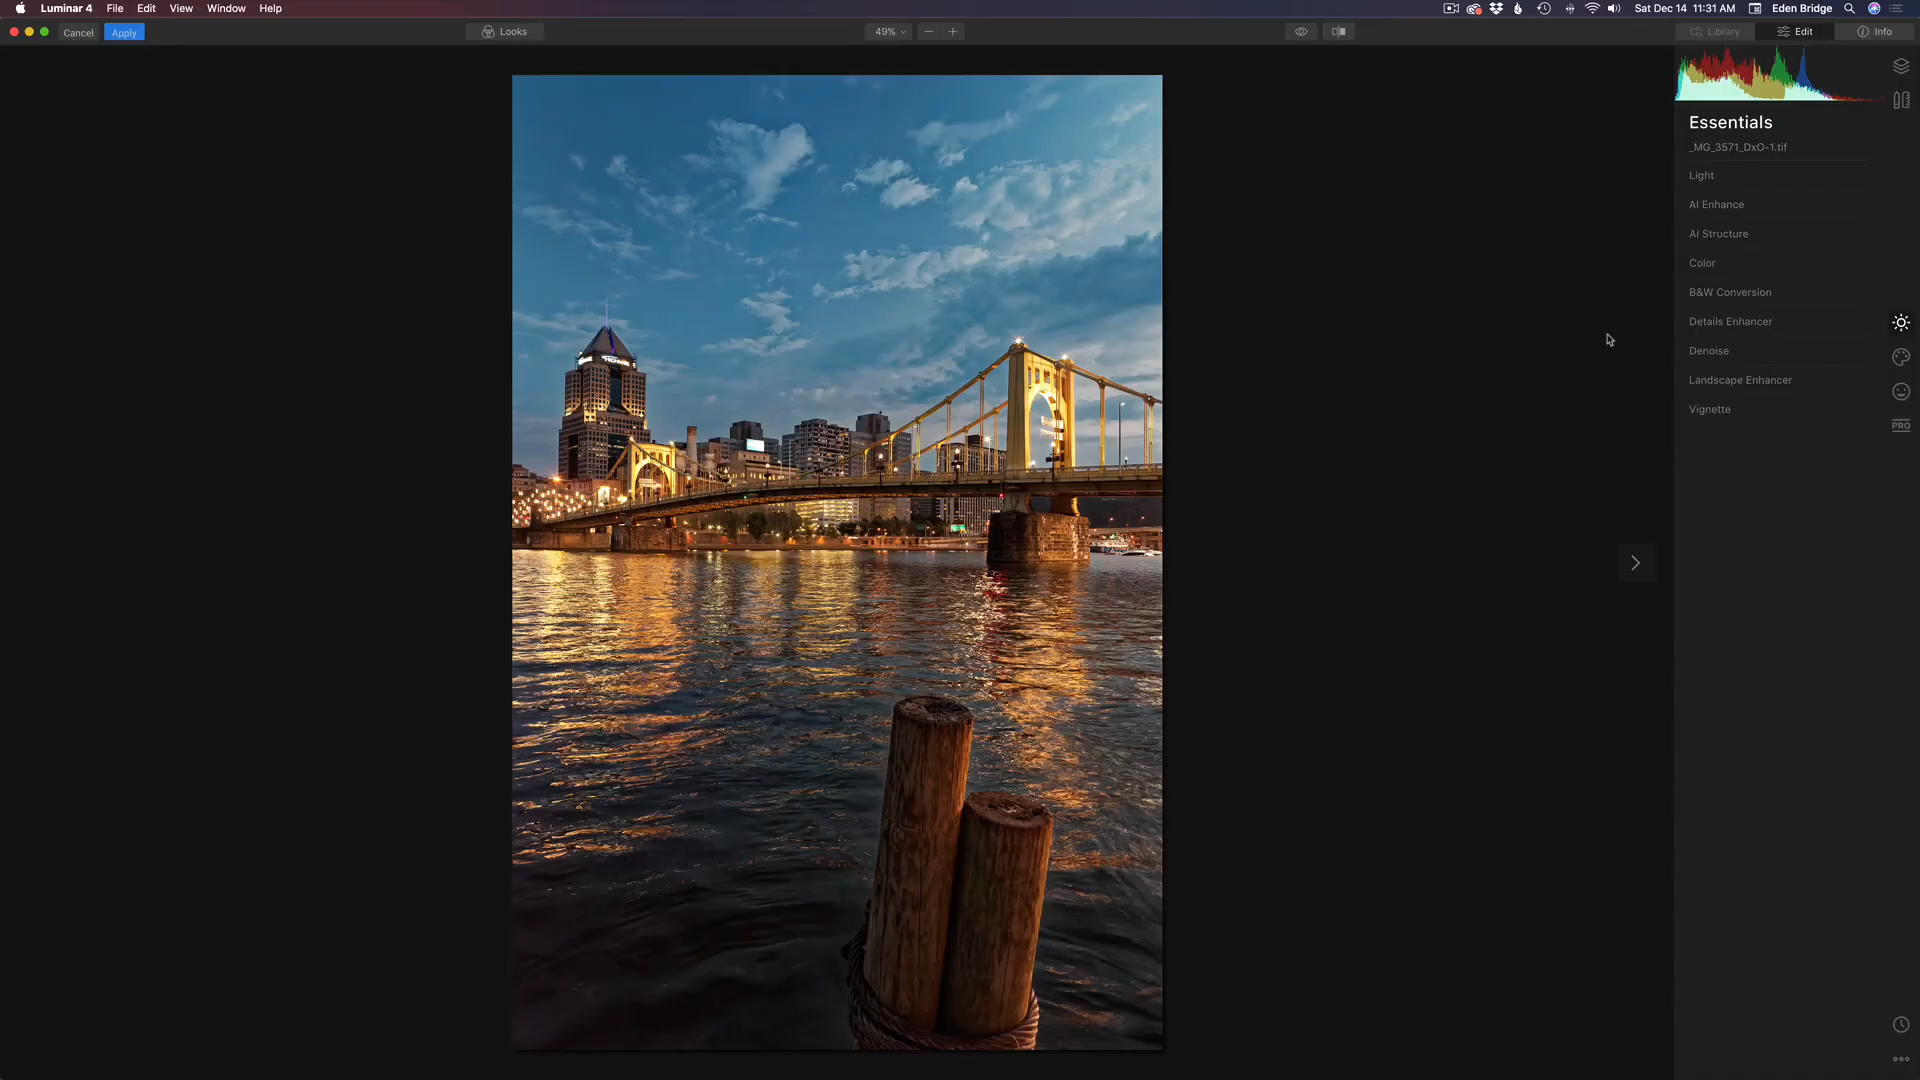 Luminar 4 File Edit View Window Help Sat Dec 14 11:31 AM Eden Bridge
Cancel Apply Looks 49% Library Edit Info
Essentials
_MG_3571_DxO-1.tif
Light
AI Enhance
AI Structure
Color
B&W Conversion
Details Enhancer
Denoise
Landscape Enhancer
Vignette
PRO